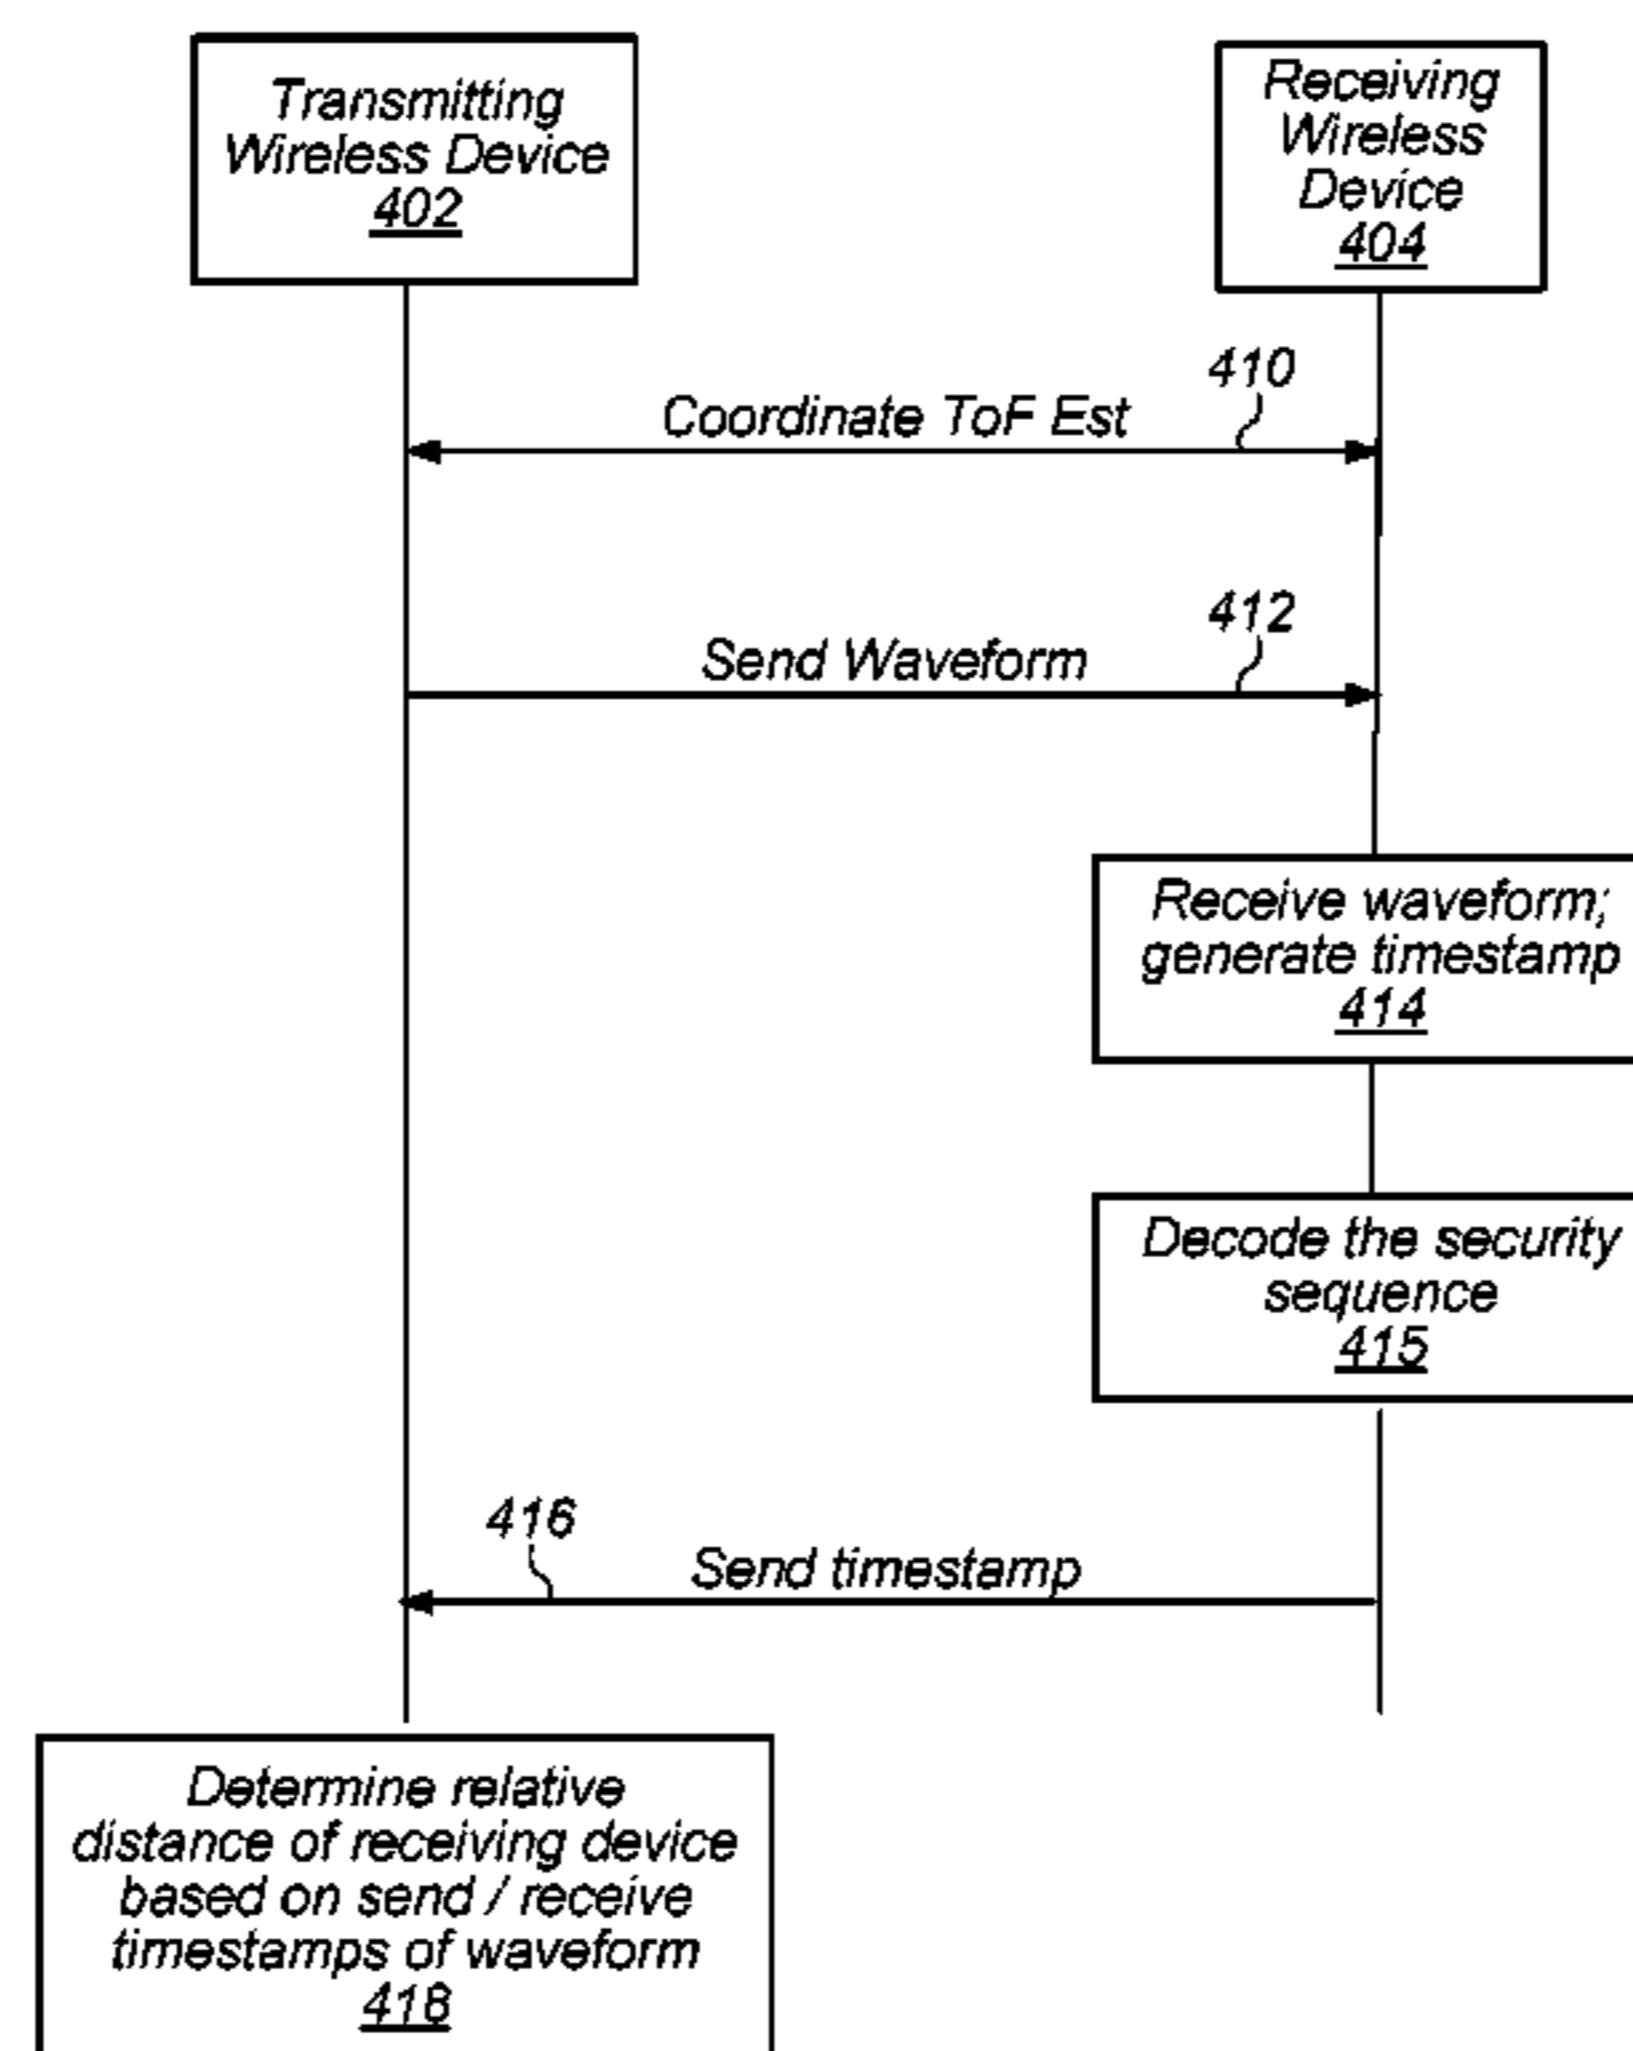 Transmitting
Wireless Device
402
Receiving
Wireless
Device
404
410
Coordinate ToF Est
412
Send Waveform
Receive waveform;
generate timestamp
414
Decode the security
sequence
415
416
Send timestamp
Determine relative
distance of receiving device
based on send / receive
timestamps of waveform
418